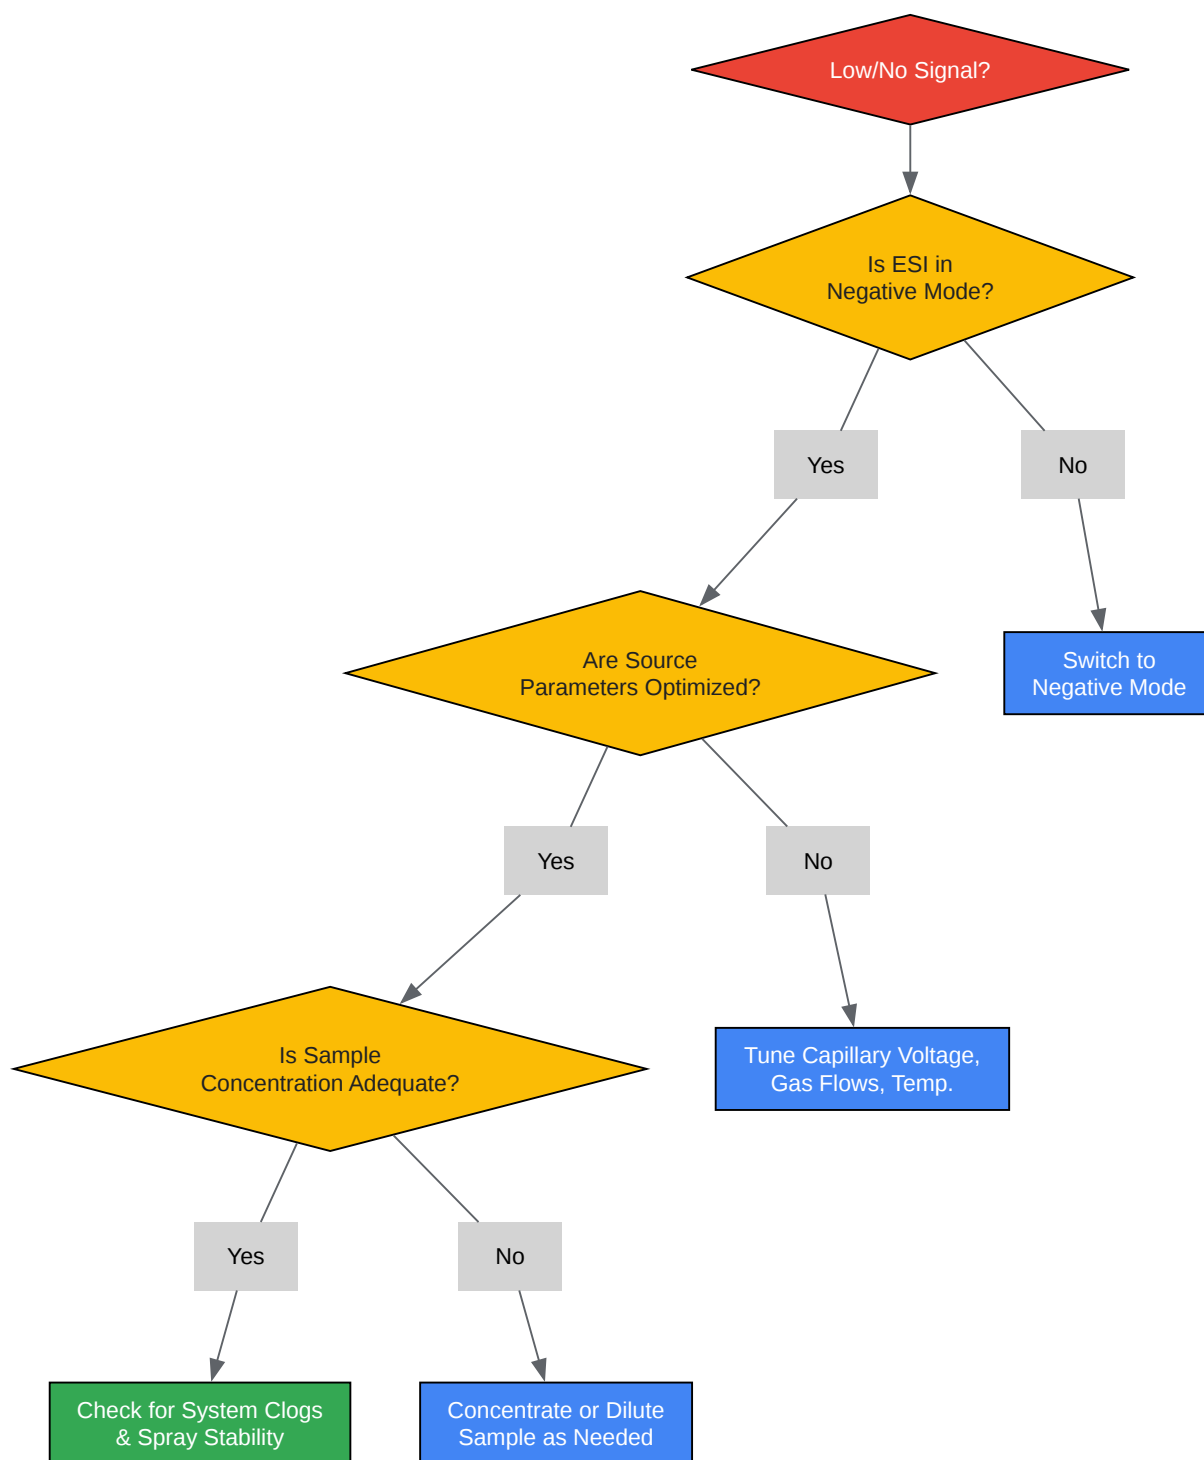 Low/No Signal?
Is ESI in
Negative Mode?
Yes
No
Are Source
Parameters Optimized?
Switch to
Negative Mode
Yes
No
Is Sample
Concentration Adequate?
Tune Capillary Voltage,
Gas Flows, Temp.
Yes
No
Check for System Clogs
& Spray Stability
Concentrate or Dilute
Sample as Needed